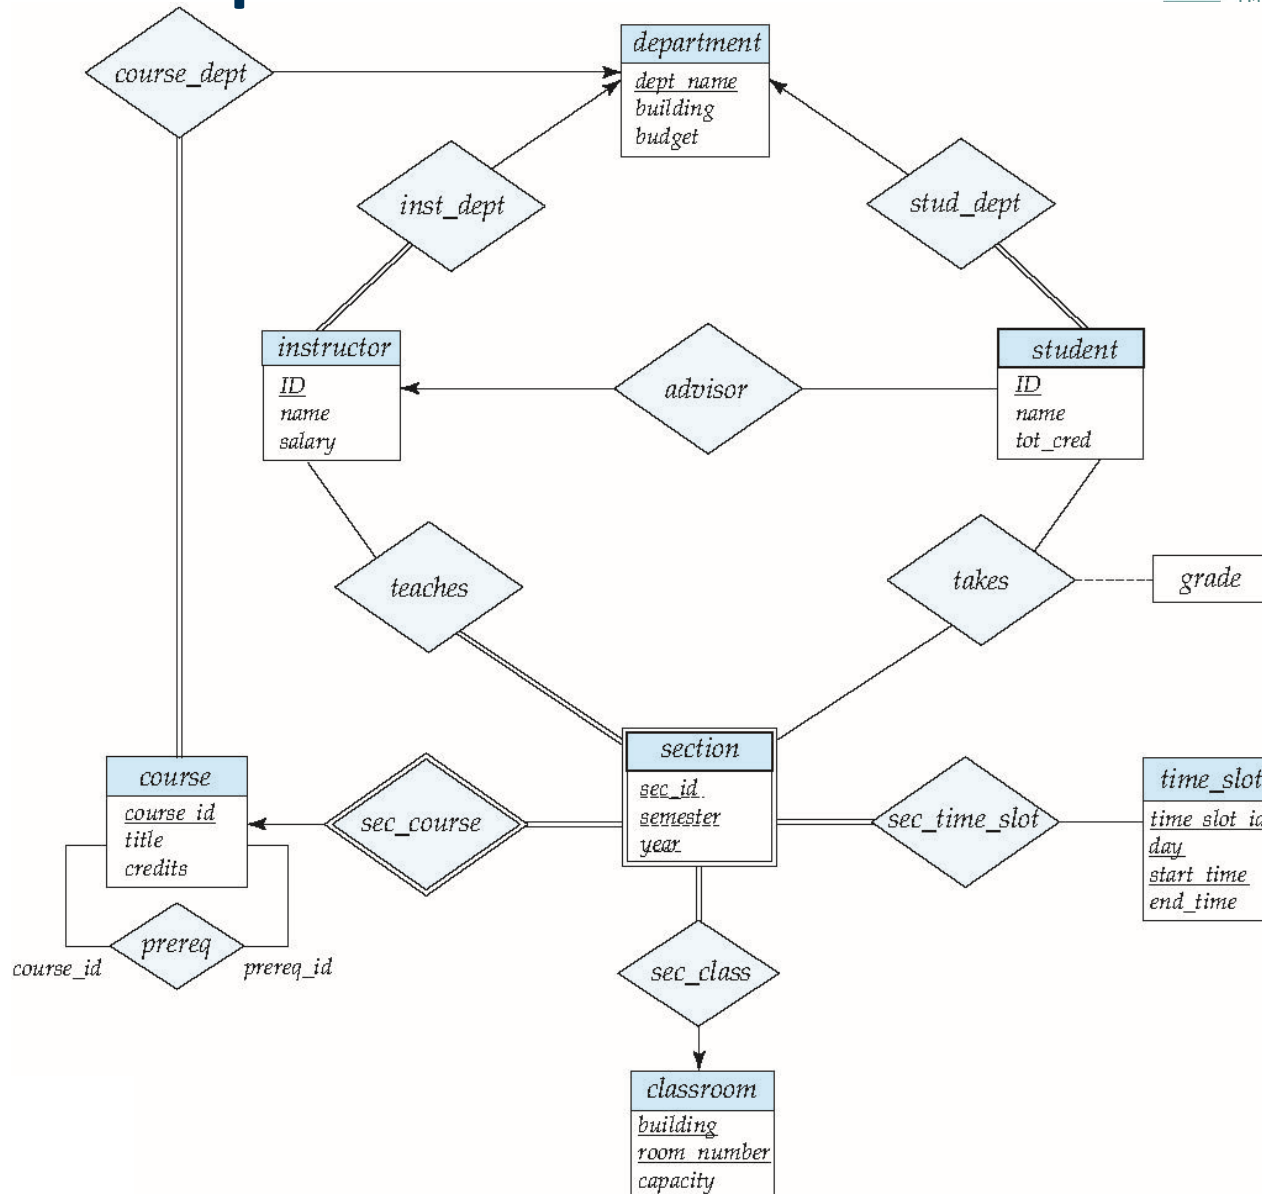 course_dept
department
dept_name
building
budget
inst_dept
stud_dept
instructor
ID
name
salary
advisor
student
ID
name
tot_cred
teaches
takes
grade
course
course_id
title
credits
sec_course
section
sec_id
semester
year
sec_time_slot
time_slot
time_slot_id
day
start_time
end_time
prereq
course_id
prereq_id
sec_class
classroom
building
room_number
capacity